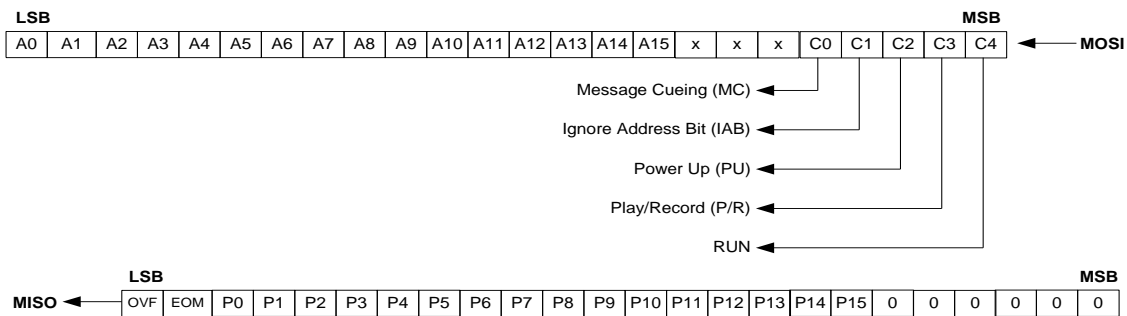 LSB MSB
A0 A1 A2 A3 A4 A5 A6 A7 A8 A9 A10 A11 A12 A13 A14 A15 x x x C0 C1 C2 C3 C4 MOSI
Message Cueing (MC)
Ignore Address Bit (IAB)
Power Up (PU)
Play/Record (P/R)
RUN
LSB MSB
MISO OVF EOM P0 P1 P2 P3 P4 P5 P6 P7 P8 P9 P10 P11 P12 P13 P14 P15 0 0 0 0 0 0